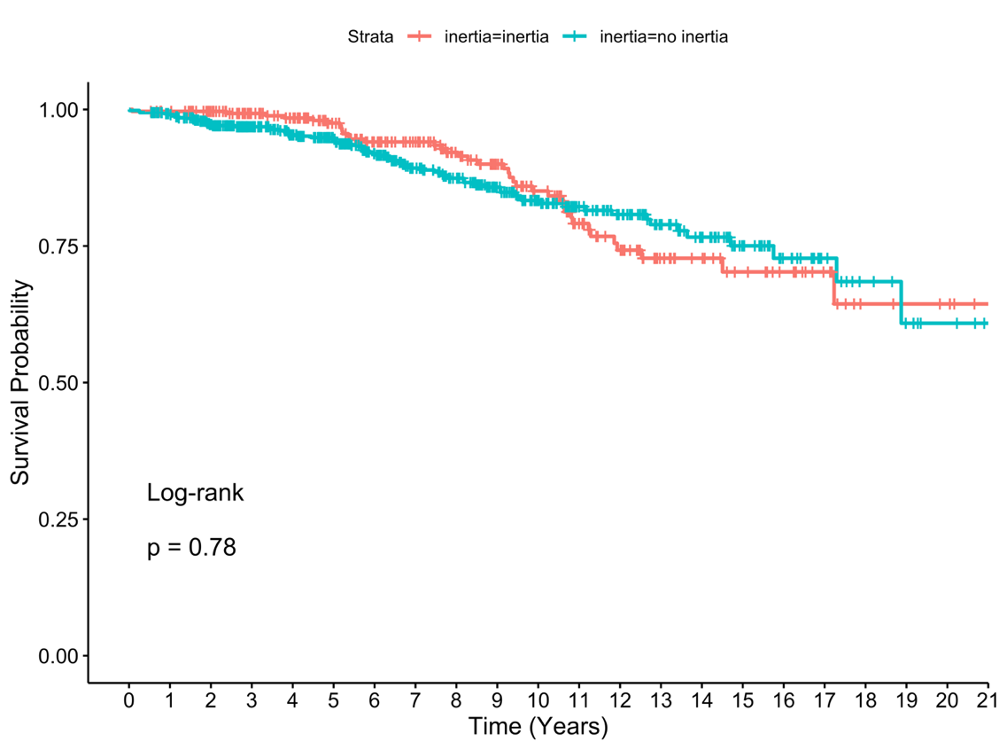 Strata inertia=inertia inertia=no inertia
1.00
0.75
0.50
0.25
0.00
Survival Probability
Log-rank
p = 0.78
0 1 2 3 4 5 6 7 8 9 10 11 12 13 14 15 16 17 18 19 20 21
Time (Years)